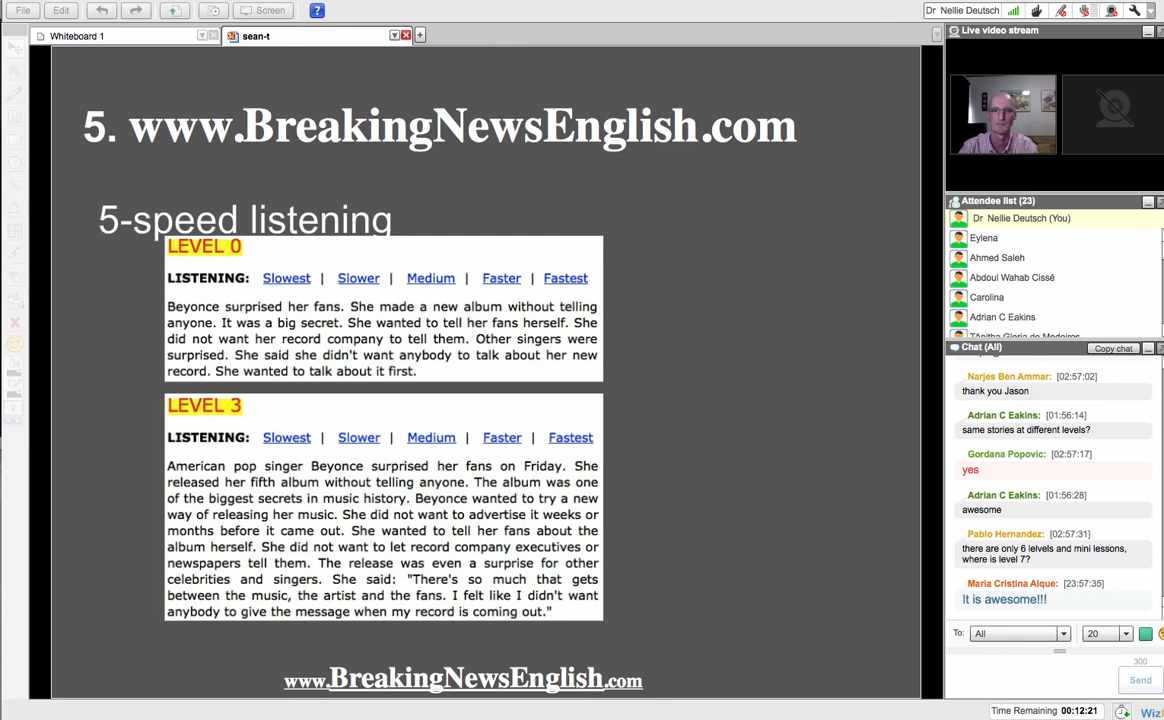 File
Edit
Screen
?
Dr Nellie Deutsch
Whiteboard 1
sean-t
5. www.BreakingNewsEnglish.com
5-speed listening
LEVEL 0
LISTENING: Slowest | Slower | Medium | Faster | Fastest
Beyonce surprised her fans. She made a new album without telling
anyone. It was a big secret. She wanted to tell her fans herself. She
did not want her record company to tell them. Other singers were
surprised. She said she didn't want anybody to talk about her new
record. She wanted to talk about it first.
LEVEL 3
LISTENING: Slowest | Slower | Medium | Faster | Fastest
American pop singer Beyonce surprised her fans on Friday. She
released her fifth album without telling anyone. The album was one
of the biggest secrets in music history. Beyonce wanted to try a new
way of releasing her music. She did not want to advertise it weeks or
months before it came out. She wanted to tell her fans about the
album herself. She did not want to let record company executives or
newspapers tell them. The release was even a surprise for other
celebrities and singers. She said: "There's so much that gets
between the music, the artist and the fans. I felt like I didn't want
anybody to give the message when my record is coming out."
www.BreakingNewsEnglish.com
Live video stream
Attendee list (23)
Dr Nellie Deutsch (You)
Eylena
Ahmed Saleh
Abdoul Wahab Cissé
Carolina
Adrian C Eakins
Chat (All)
Copy chat
Narjes Ben Ammar: [02:57:02]
thank you Jason
Adrian C Eakins: [01:56:14]
same stories at different levels?
Gordana Popovic: [02:57:17]
yes
Adrian C Eakins: [01:56:28]
awesome
Pablo Hernandez: [02:57:31]
there are only 6 lelvels and mini lessons,
where is level 7?
Maria Cristina Alque: [23:57:35]
It is awesome!!!
To: All 20
300
Send
Time Remaining 00:12:21
Wiz